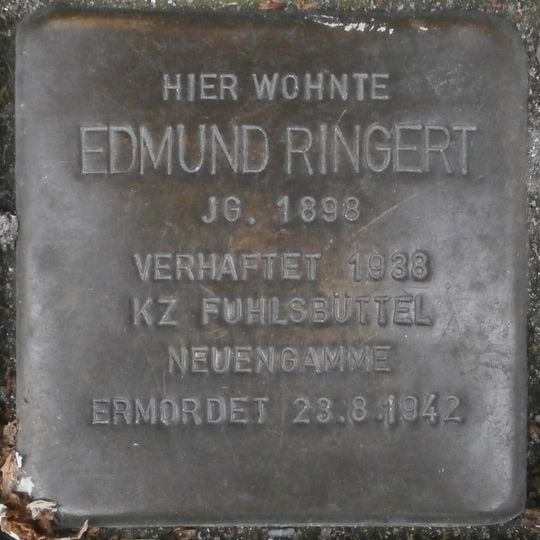 HIER WOHNTE
EDMUND RINGERT
JG. 1898
VERHAFTET 1938
KZ FUHLSBÜTTEL
NEUENGAMME
ERMORDET 23.8.1942